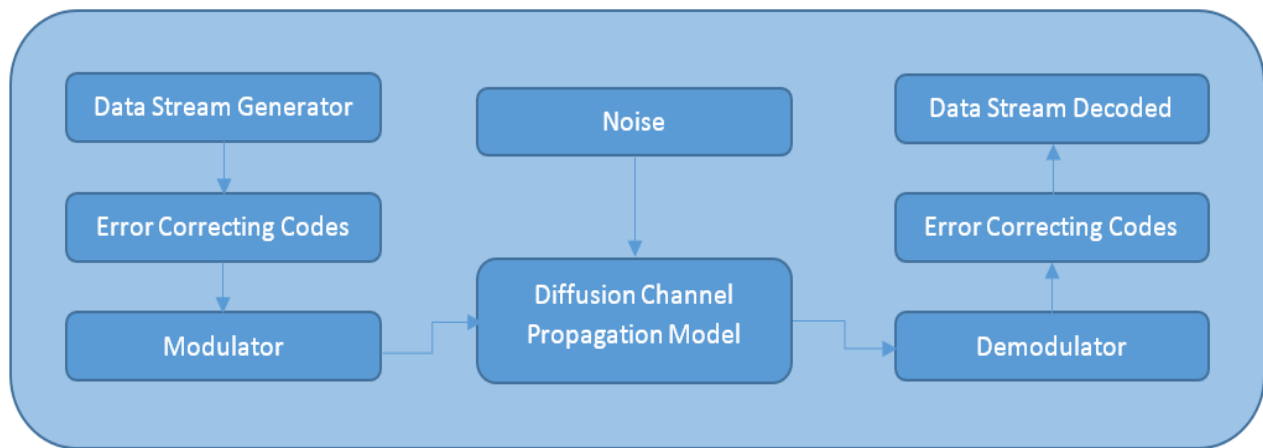 Data Stream Generator
Error Correcting Codes
Modulator
Noise
Diffusion Channel
Propagation Model
Data Stream Decoded
Error Correcting Codes
Demodulator